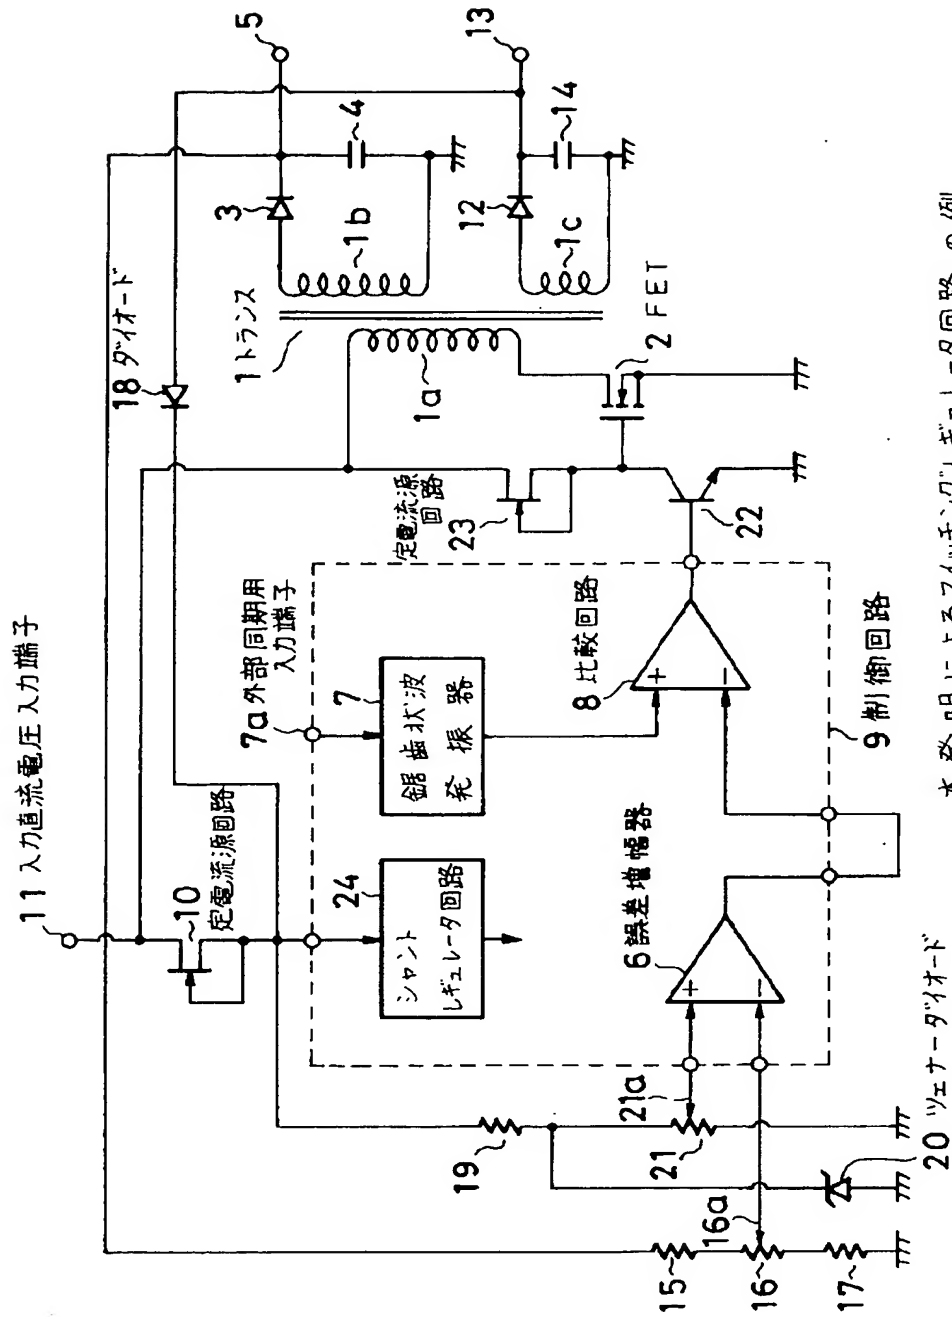 11 入力直流電圧入力端子
10
定電流源回路
18 ダイオード
5
13
3
4
1b
12
14
1c
1トランス
1a
2 FET
定電流源
回路
23
22
7a 外部同期用
入力端子
7
鋸歯状波
発振器
24
シャント
レギュレータ回路
8 比較回路
+
−
9 制御回路
6 誤差増幅器
+
−
19
21a
21
16a
15
16
17
20 ツェナーダイオード
本発明によるスイッチングレギュレータ回路の例